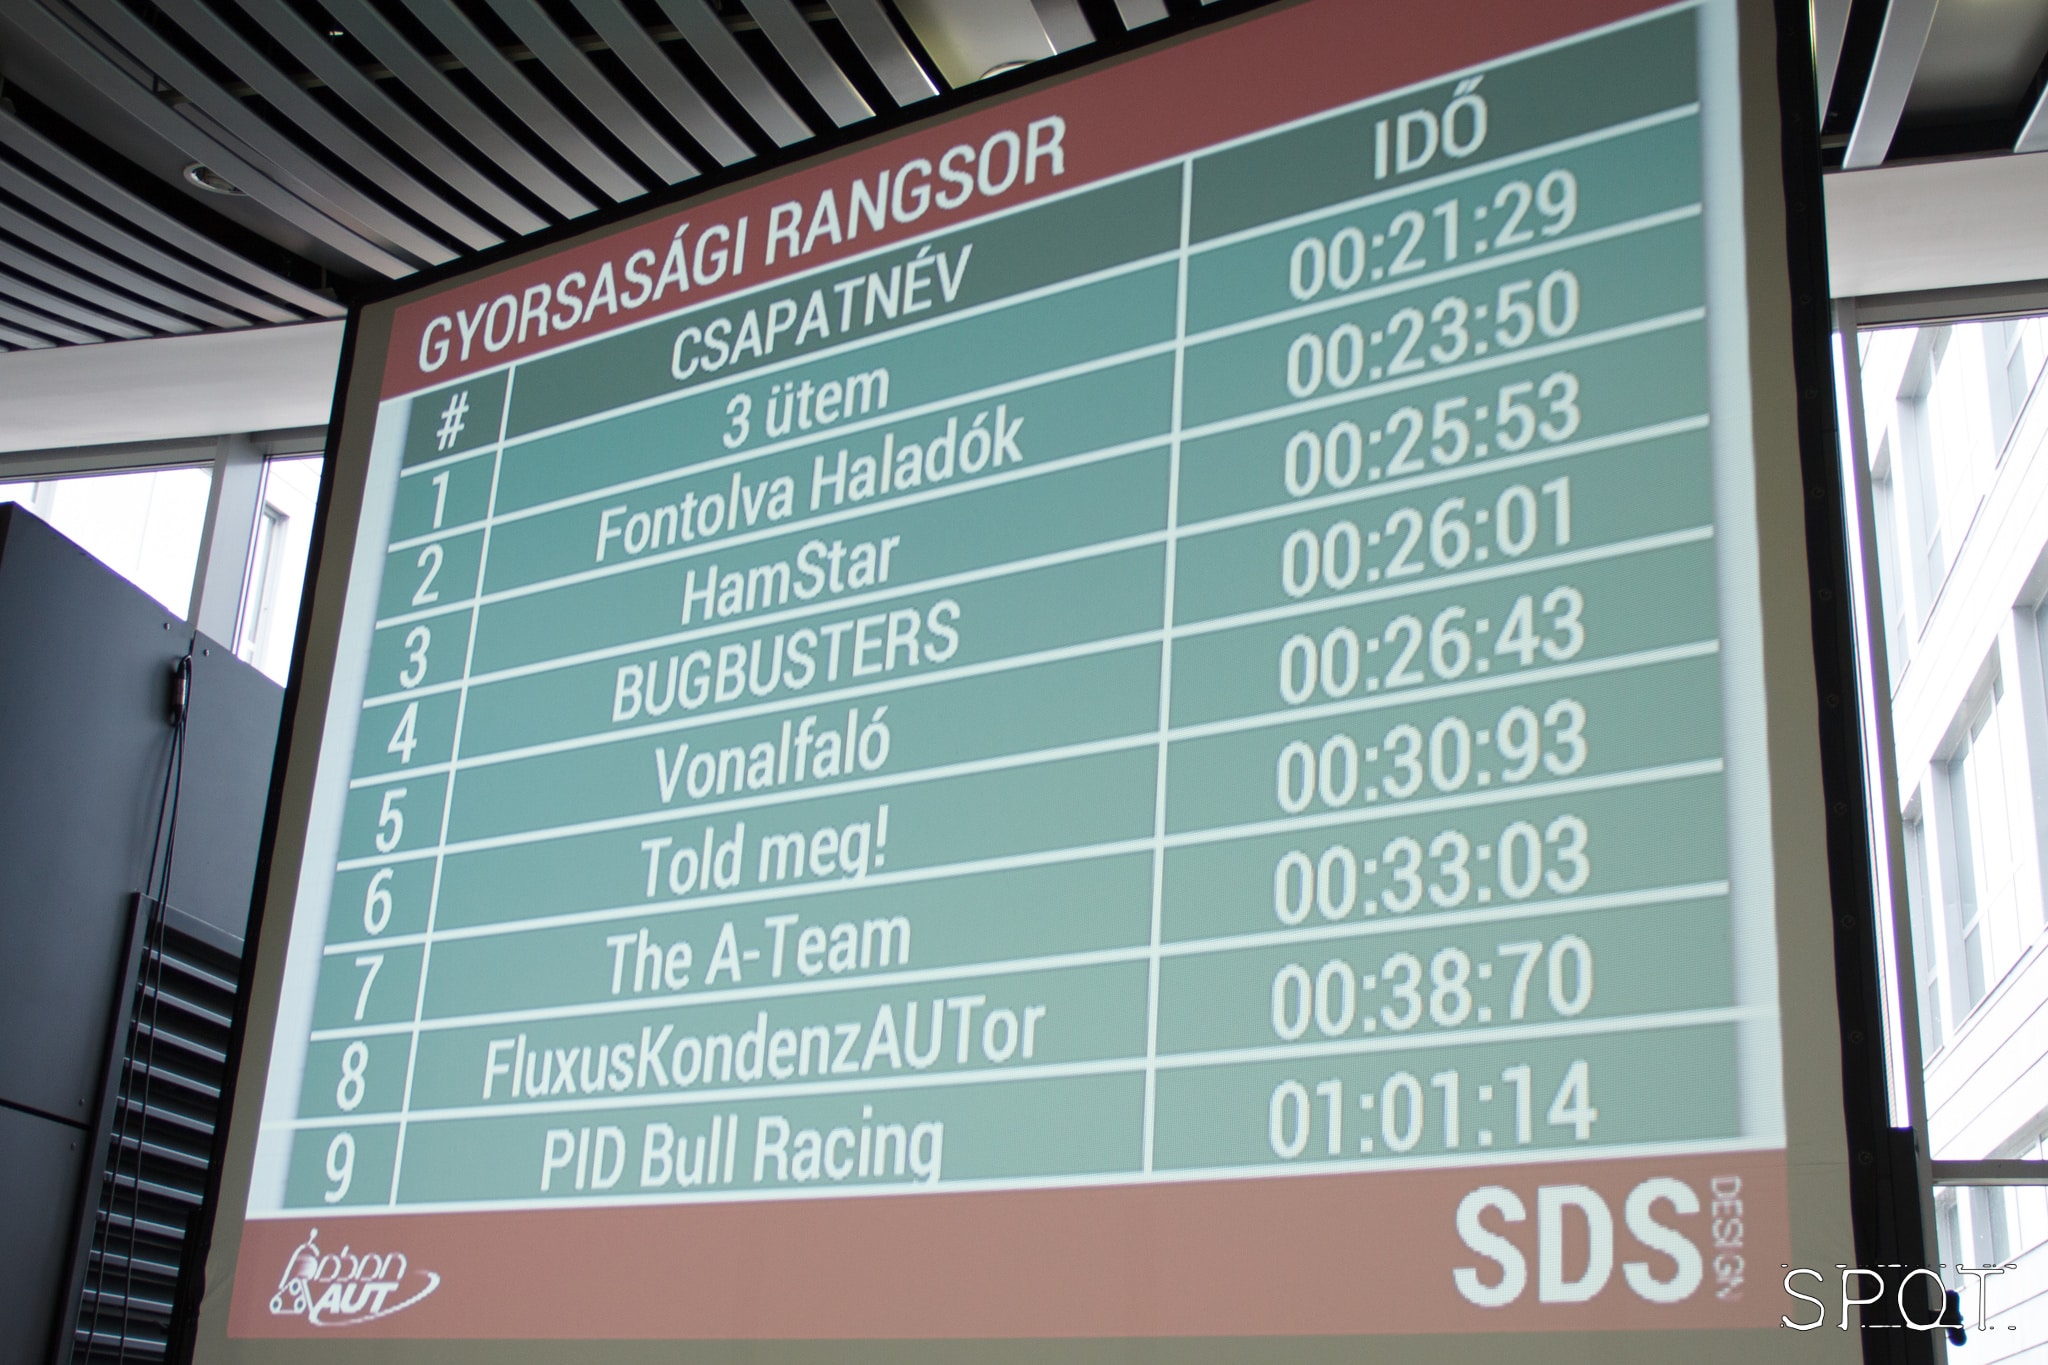 GYORSASÁGI RANGSOR
# CSAPATNÉV IDŐ
1 3 ütem 00:21:29
2 Fontolva Haladók 00:23:50
3 HamStar 00:25:53
4 BUGBUSTERS 00:26:01
5 Vonalfaló 00:26:43
6 Told meg! 00:30:93
7 The A-Team 00:33:03
8 FluxusKondenzAUTor 00:38:70
9 PID Bull Racing 01:01:14
AUT
SDS DESIGN
SPOT